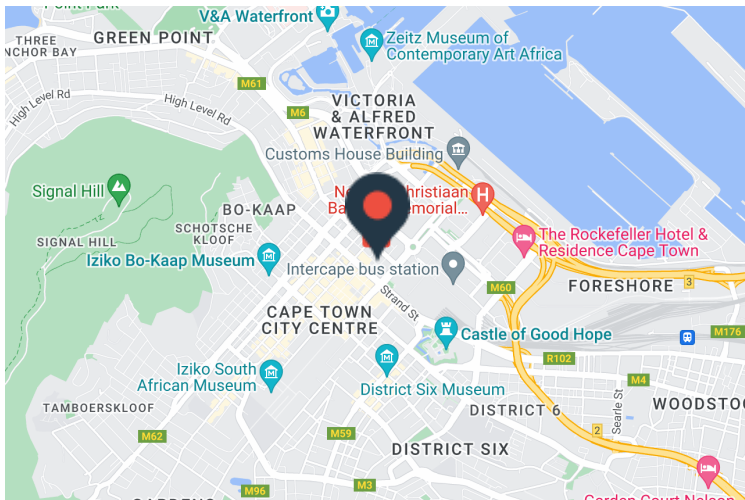 V&A Waterfront
Point Park
THREE
ANCHOR BAY
GREEN POINT
Zeitz Museum of
Contemporary Art Africa
M61
High Level Rd
High Level Rd
M6
VICTORIA
& ALFRED
WATERFRONT
Customs House Building
Signal Hill
BO-KAAP
SCHOTSCHE
KLOOF
SIGNAL HILL
Christiaan
Iziko Bo-Kaap Museum
The Rockefeller Hotel &
Residence Cape Town
Intercape bus station
M60
FORESHORE
3
CAPE TOWN
CITY CENTRE
Strand St
Castle of Good Hope
M176
R102
Iziko South
African Museum
District Six Museum
M4
TAMBOERSKLOOF
DISTRICT 6
Searle St
WOODSTOC
M62
M59
2
DISTRICT SIX
M96
M3